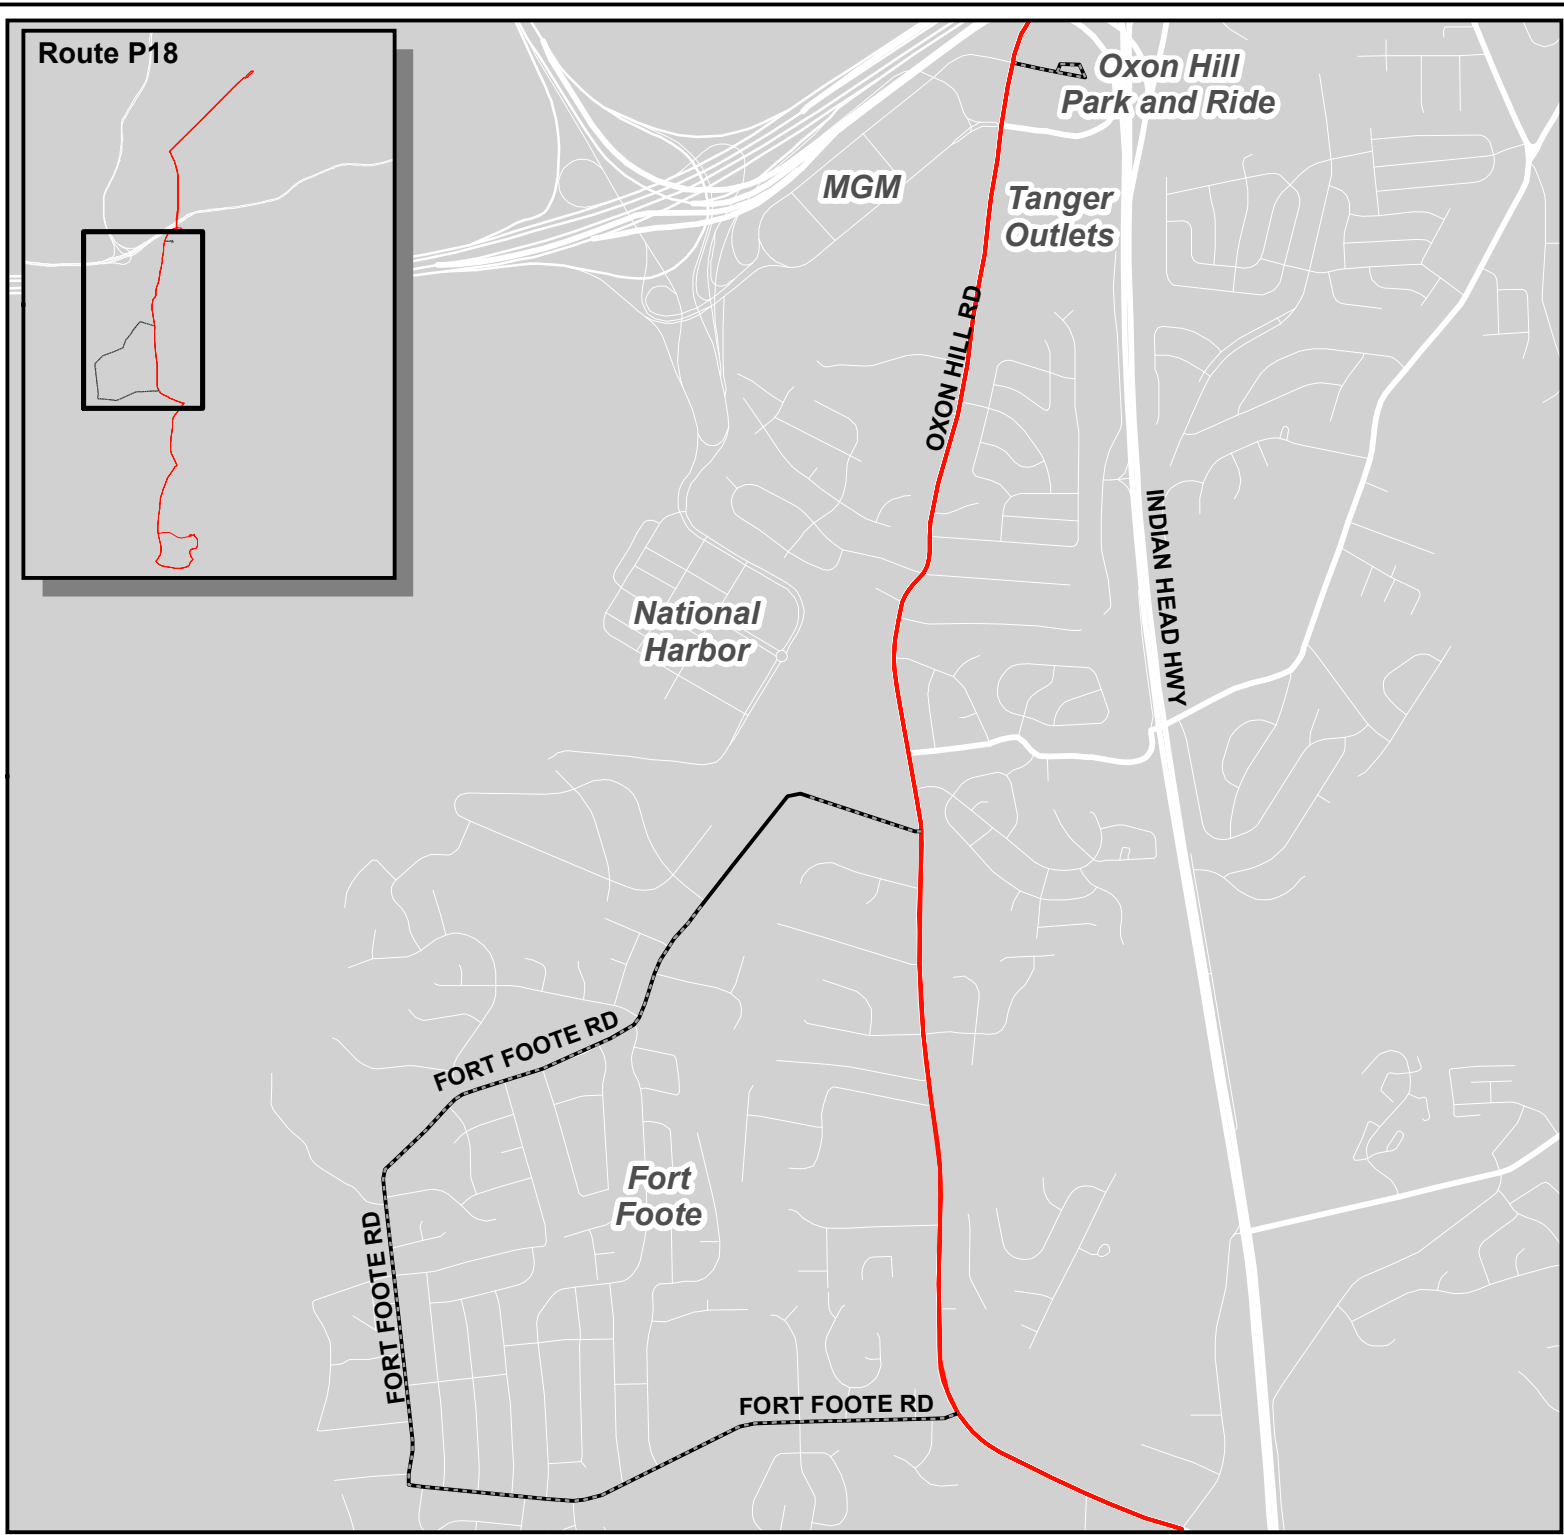 Route P18
Oxon Hill
Park and Ride
MGM
Tanger
Outlets
OXON HILL RD
INDIAN HEAD HWY
National
Harbor
FORT FOOTE RD
Fort
Foote
FORT FOOTE RD
FORT FOOTE RD